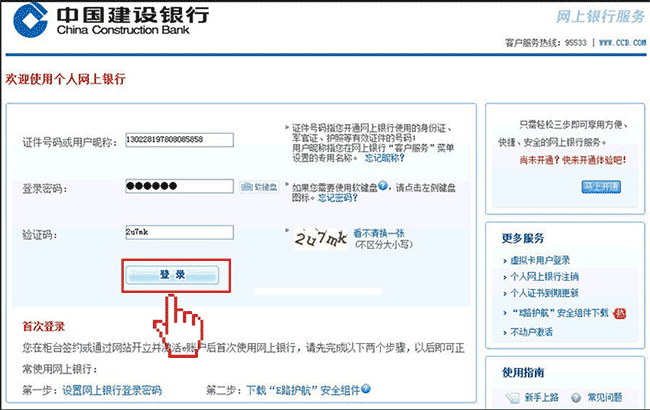 中国建设银行
China Construction Bank
网上银行服务
客户服务热线：95533 | WWW.CCB.COM
欢迎使用个人网上银行
证件号码或用户昵称：
130228197808085858
证件号码指您开通网上银行使用的身份证、
军官证、护照等有效证件的号码；
用户昵称指您在网上银行“客户服务”菜单
设置的专用名称。 忘记昵称?
登录密码：
●●●●●●
软键盘
如果您需要使用软键盘，请点击左侧键盘
图标。忘记密码?
验证码：
2u7mk
2u7mk
看不清换一张
(不区分大小写)
登 录
首次登录
您在柜台签约或通过网站开立并激活e账户后首次使用网上银行，请先完成以下两个步骤，以后即可正
常使用网上银行：
第一步：设置网上银行登录密码
第二步：下载“E路护航”安全组件
只需轻松三步即可享用方便、
快捷、安全的网上银行服务。
尚未开通？快来开通体验吧！
马上开通
更多服务
虚拟卡用户登录
个人网上银行注销
个人证书到期更新
“E路护航”安全组件下载
热
不动户激活
使用指南
新手上路
常见问题